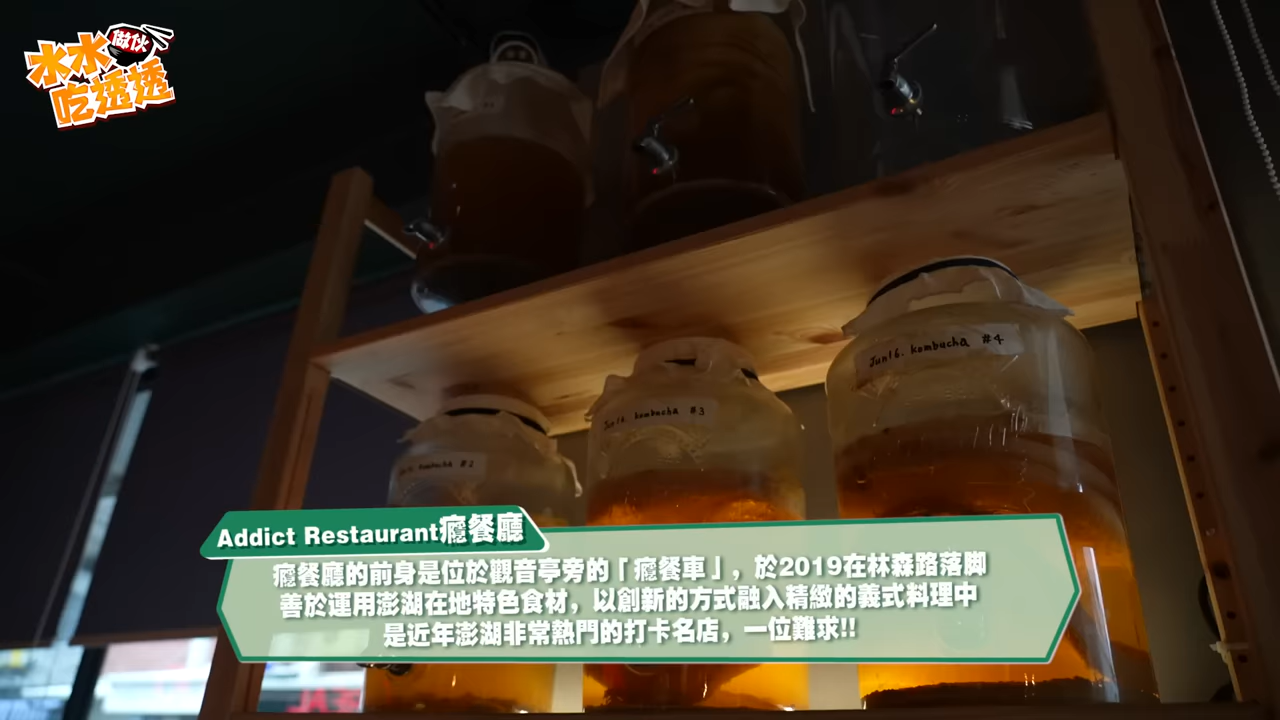 水水
做伙
吃透透
Jun16. kombucha #4
Jun16. kombucha #3
kombucha #2
Addict Restaurant癮餐廳
癮餐廳的前身是位於觀音亭旁的「癮餐車」，於2019在林森路落腳
善於運用澎湖在地特色食材，以創新的方式融入精緻的義式料理中
是近年澎湖非常熱門的打卡名店，一位難求!!